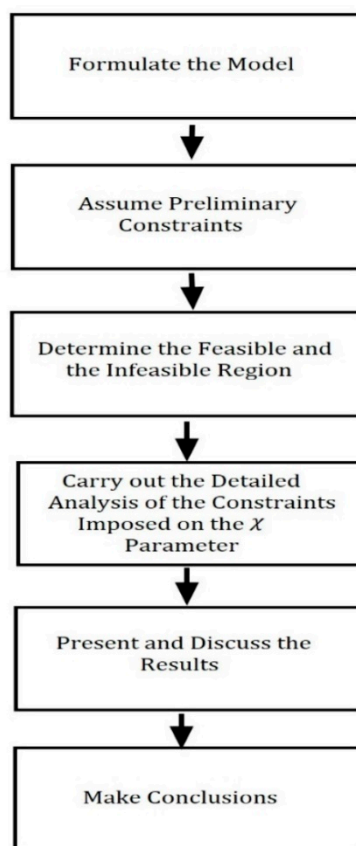 Formulate the Model
Assume Preliminary
Constraints
Determine the Feasible and
the Infeasible Region
Carry out the Detailed
Analysis of the Constraints
Imposed on the χ
Parameter
Present and Discuss the
Results
Make Conclusions